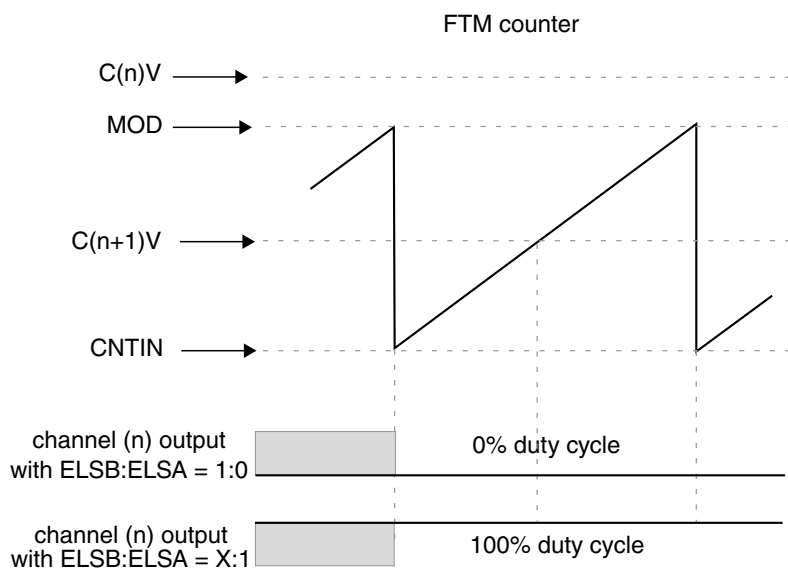 FTM counter
C(n)V
MOD
C(n+1)V
CNTIN
channel (n) output
with ELSB:ELSA = 1:0
0% duty cycle
channel (n) output
with ELSB:ELSA = X:1
100% duty cycle